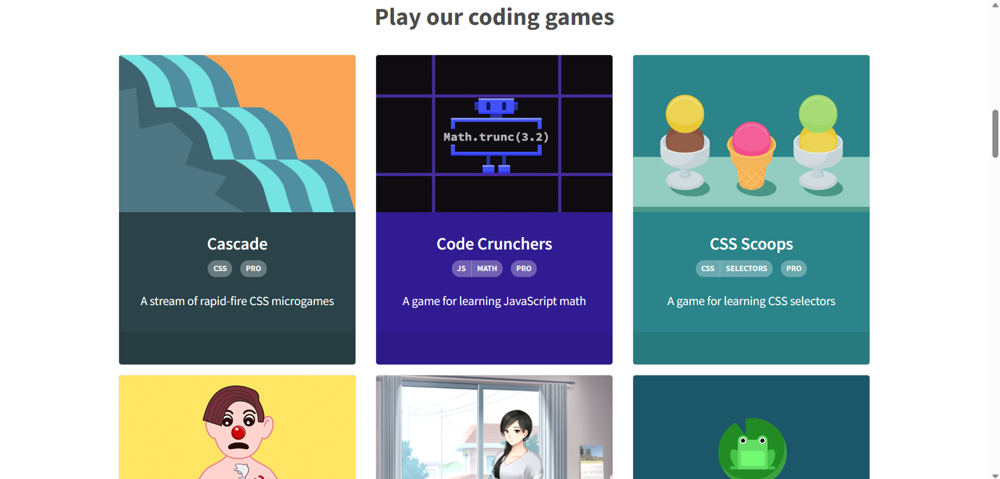 Play our coding games
Math.trunc(3.2)
Cascade
CSS PRO
A stream of rapid-fire CSS microgames
Code Crunchers
JS MATH PRO
A game for learning JavaScript math
CSS Scoops
CSS SELECTORS PRO
A game for learning CSS selectors